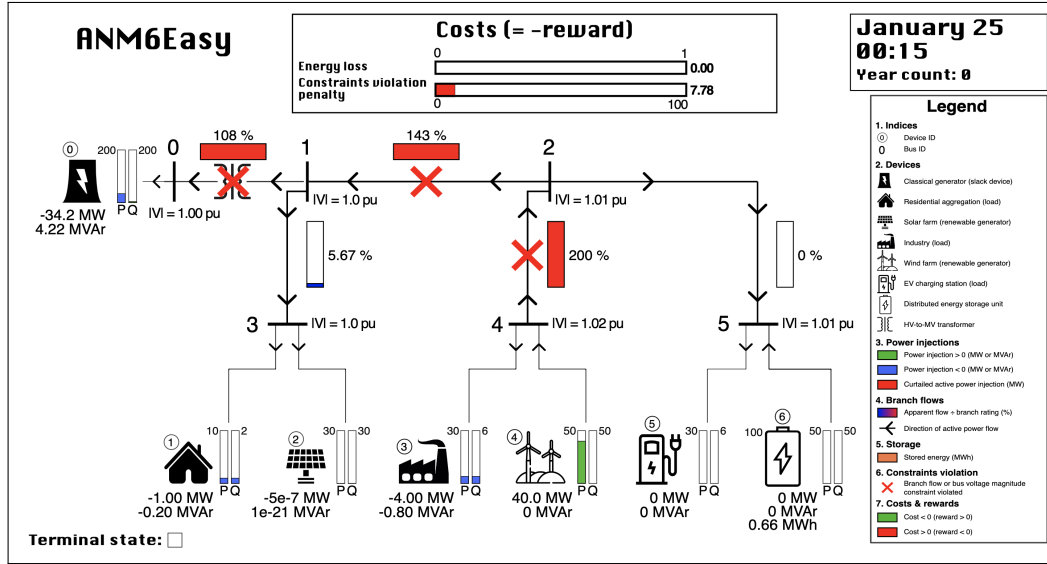 ANM6Easy
Costs (= -reward)
0 1
Energy loss 0.00
Constraints violation
penalty 7.78
0 100
January 25
00:15
Year count: 0
Legend
1. Indices
0 Device ID
0 Bus ID
2. Devices
Classical generator (slack device)
Residential aggregation (load)
Solar farm (renewable generator)
Industry (load)
Wind farm (renewable generator)
EV charging station (load)
Distributed energy storage unit
HV-to-MV transformer
3. Power injections
Power injection > 0 (MW or MVAr)
Power injection < 0 (MW or MVAr)
Curtailed active power injection (MW)
4. Branch flows
Apparent flow ÷ branch rating (%)
Direction of active power flow
5. Storage
Stored energy (MWh)
6. Constraints violation
Branch flow or bus voltage magnitude
constraint violated
7. Costs & rewards
Cost < 0 (reward > 0)
Cost > 0 (reward < 0)
0 200 200 0 108 % 1 143 % 2
P Q
-34.2 MW
4.22 MVAr
|V| = 1.00 pu |V| = 1.0 pu |V| = 1.01 pu
5.67 % 200 % 0 %
3 |V| = 1.0 pu 4 |V| = 1.02 pu 5 |V| = 1.01 pu
1 10 2
P Q
-1.00 MW
-0.20 MVAr
2 30 30
P Q
-5e-7 MW
1e-21 MVAr
3 30 6
P Q
-4.00 MW
-0.80 MVAr
4 50 50
P Q
40.0 MW
0 MVAr
5 30 6
P Q
0 MW
0 MVAr
6 100 50 50
P Q
0 MW
0 MVAr
0.66 MWh
Terminal state: